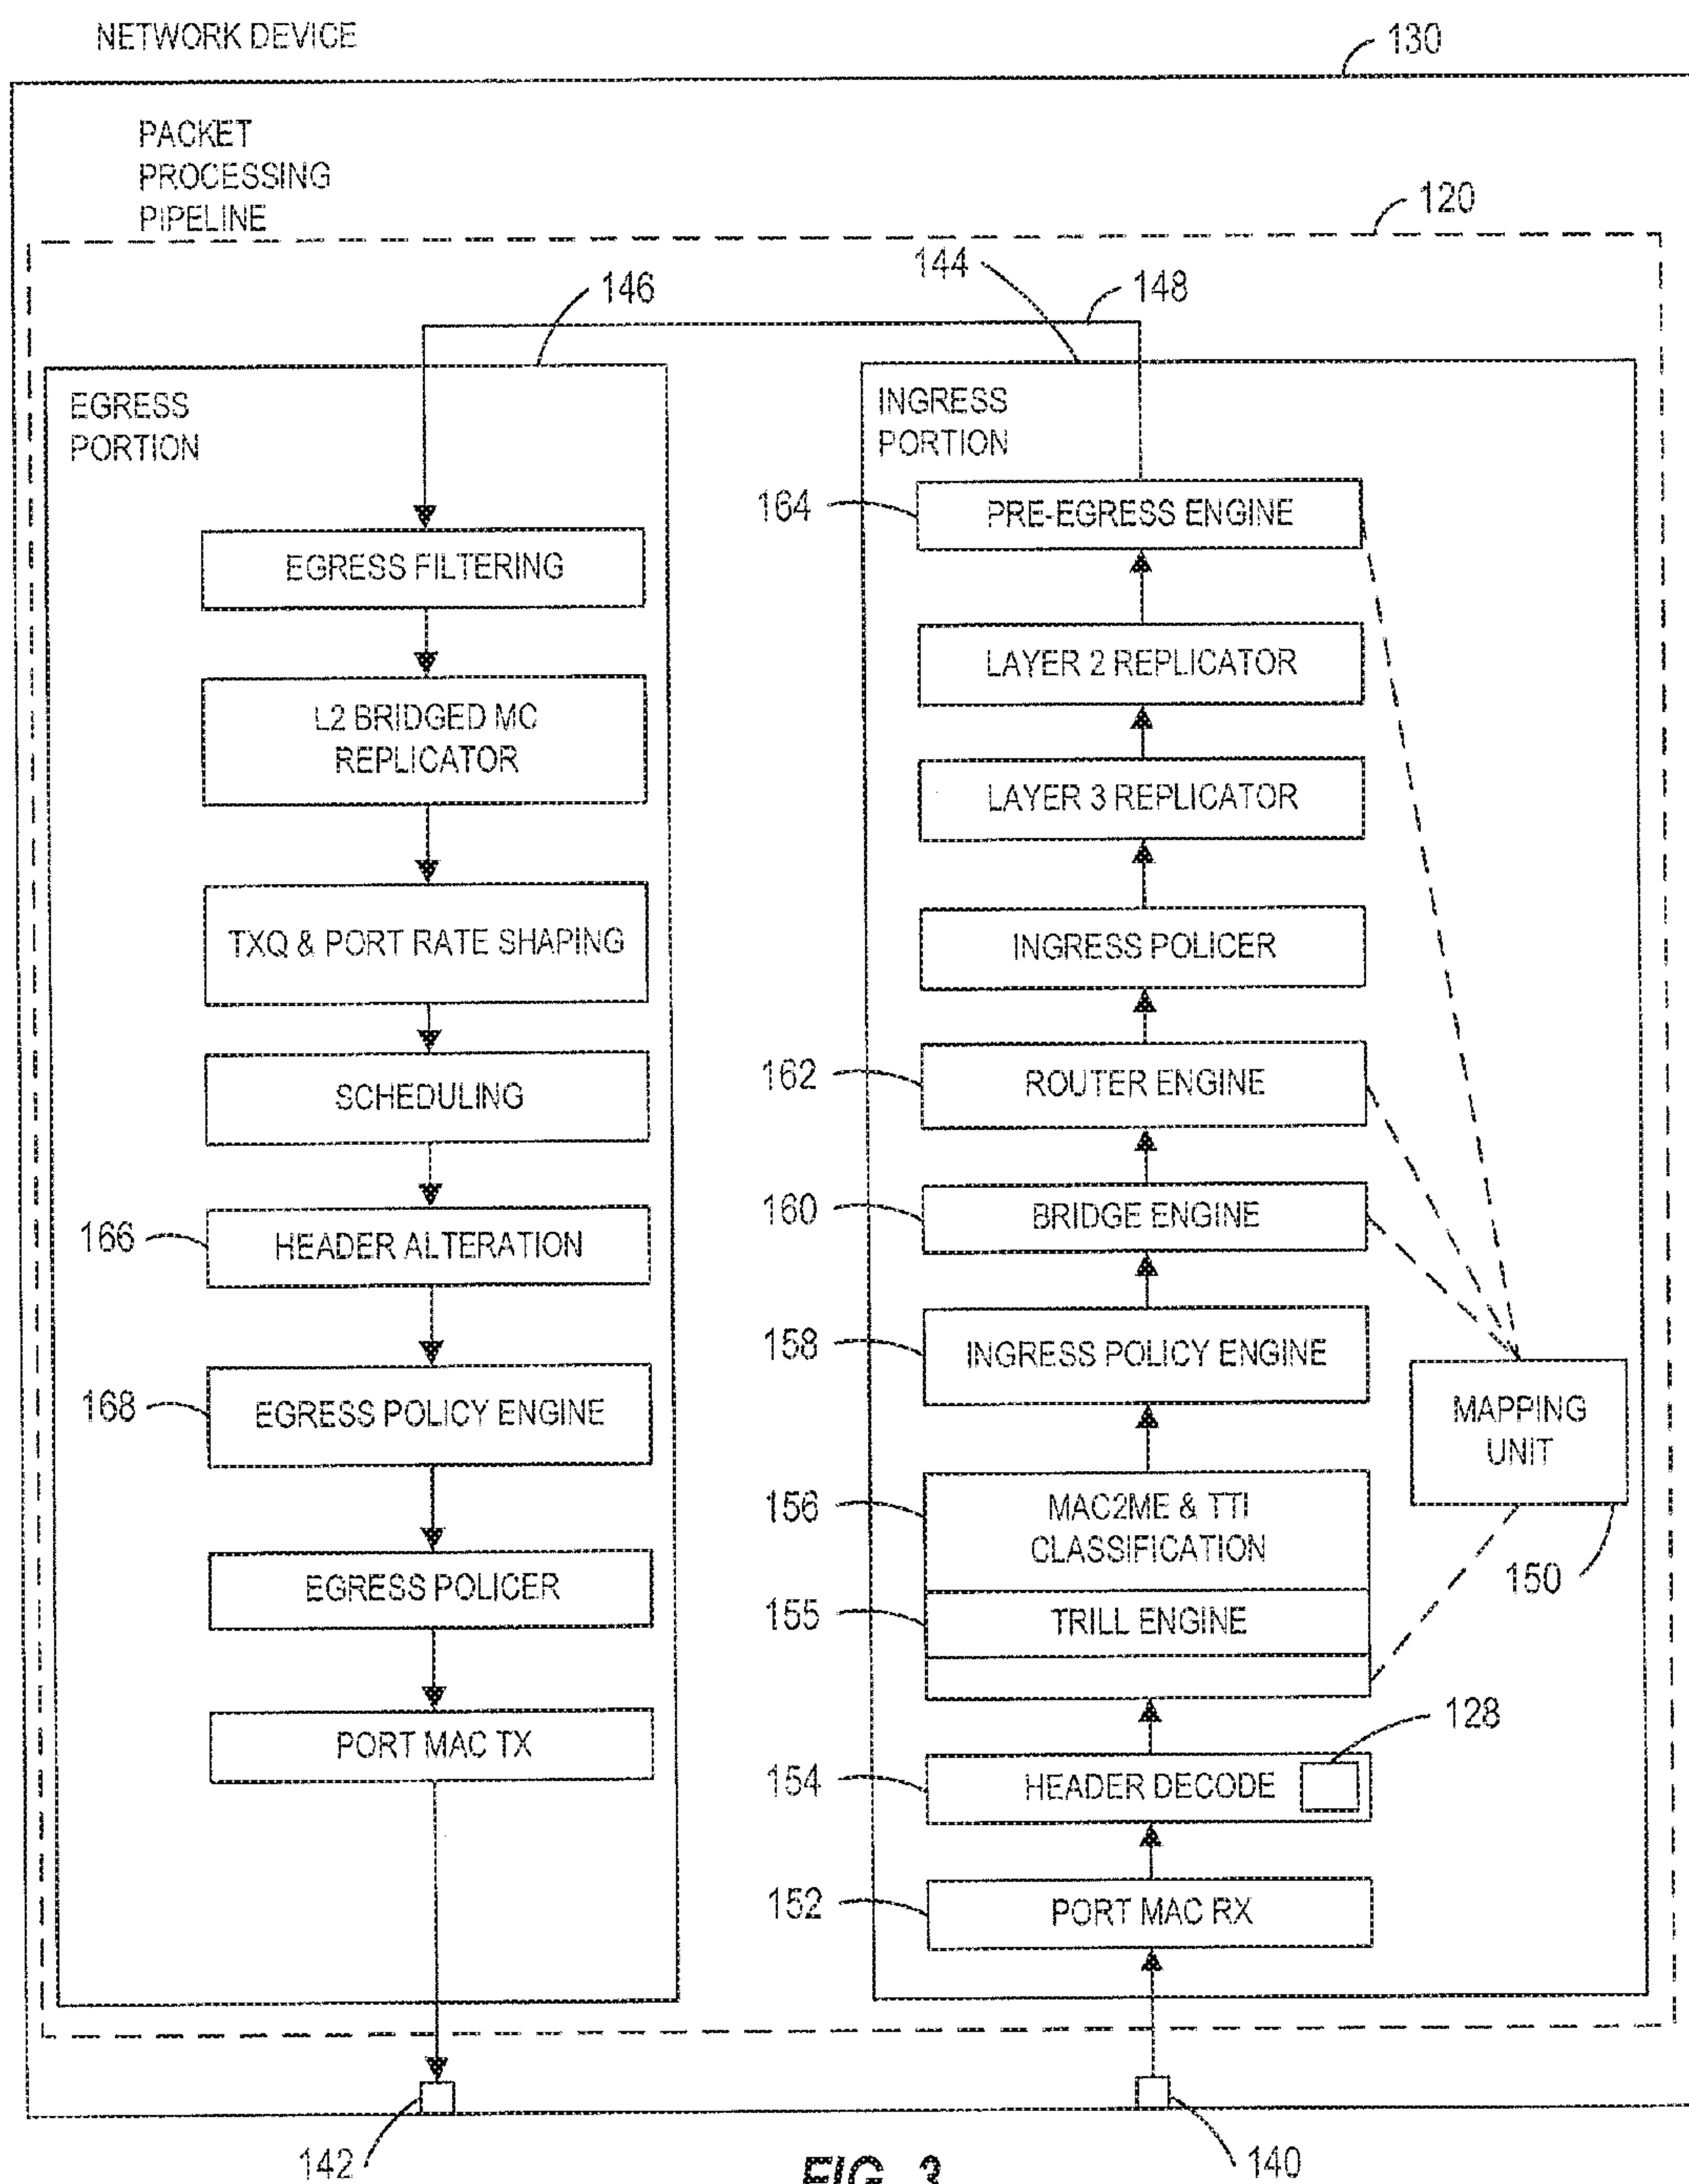 NETWORK DEVICE
130
PACKET
PROCESSING
PIPELINE
120
144
146
148
EGRESS
PORTION
EGRESS FILTERING
L2 BRIDGED MC
REPLICATOR
TXQ & PORT RATE SHAPING
SCHEDULING
166
HEADER ALTERATION
168
EGRESS POLICY ENGINE
EGRESS POLICER
PORT MAC TX
142
INGRESS
PORTION
164
PRE-EGRESS ENGINE
LAYER 2 REPLICATOR
LAYER 3 REPLICATOR
INGRESS POLICER
162
ROUTER ENGINE
160
BRIDGE ENGINE
158
INGRESS POLICY ENGINE
MAPPING
UNIT
150
156
MAC2ME & TTI
CLASSIFICATION
155
TRILL ENGINE
128
154
HEADER DECODE
152
PORT MAC RX
140
FIG. 3